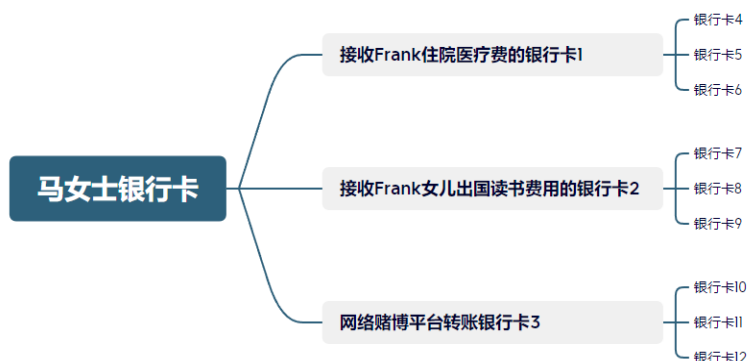 马女士银行卡
接收Frank住院医疗费的银行卡1
银行卡4
银行卡5
银行卡6
接收Frank女儿出国读书费用的银行卡2
银行卡7
银行卡8
银行卡9
网络赌博平台转账银行卡3
银行卡10
银行卡11
银行卡12